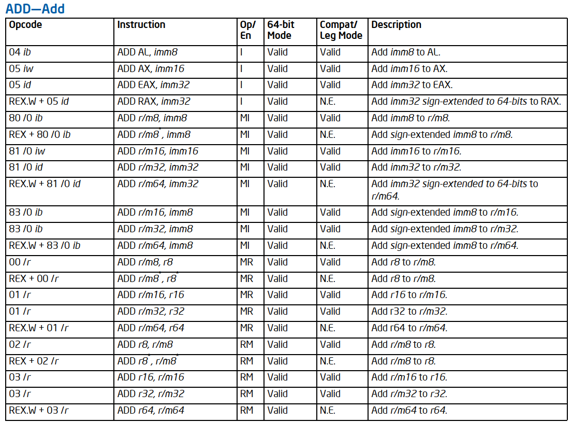 ADD—Add
Opcode Instruction Op/ 64-bit Compat/ Description
En Mode Leg Mode
04 ib ADD AL, imm8 I Valid Valid Add imm8 to AL.
05 iw ADD AX, imm16 I Valid Valid Add imm16 to AX.
05 id ADD EAX, imm32 I Valid Valid Add imm32 to EAX.
REX.W + 05 id ADD RAX, imm32 I Valid N.E. Add imm32 sign-extended to 64-bits to RAX.
80 /0 ib ADD r/m8, imm8 MI Valid Valid Add imm8 to r/m8.
REX + 80 /0 ib ADD r/m8*, imm8 MI Valid N.E. Add sign-extended imm8 to r/m8.
81 /0 iw ADD r/m16, imm16 MI Valid Valid Add imm16 to r/m16.
81 /0 id ADD r/m32, imm32 MI Valid Valid Add imm32 to r/m32.
REX.W + 81 /0 id ADD r/m64, imm32 MI Valid N.E. Add imm32 sign-extended to 64-bits to
r/m64.
83 /0 ib ADD r/m16, imm8 MI Valid Valid Add sign-extended imm8 to r/m16.
83 /0 ib ADD r/m32, imm8 MI Valid Valid Add sign-extended imm8 to r/m32.
REX.W + 83 /0 ib ADD r/m64, imm8 MI Valid N.E. Add sign-extended imm8 to r/m64.
00 /r ADD r/m8, r8 MR Valid Valid Add r8 to r/m8.
REX + 00 /r ADD r/m8*, r8* MR Valid N.E. Add r8 to r/m8.
01 /r ADD r/m16, r16 MR Valid Valid Add r16 to r/m16.
01 /r ADD r/m32, r32 MR Valid Valid Add r32 to r/m32.
REX.W + 01 /r ADD r/m64, r64 MR Valid N.E. Add r64 to r/m64.
02 /r ADD r8, r/m8 RM Valid Valid Add r/m8 to r8.
REX + 02 /r ADD r8*, r/m8* RM Valid N.E. Add r/m8 to r8.
03 /r ADD r16, r/m16 RM Valid Valid Add r/m16 to r16.
03 /r ADD r32, r/m32 RM Valid Valid Add r/m32 to r32.
REX.W + 03 /r ADD r64, r/m64 RM Valid N.E. Add r/m64 to r64.